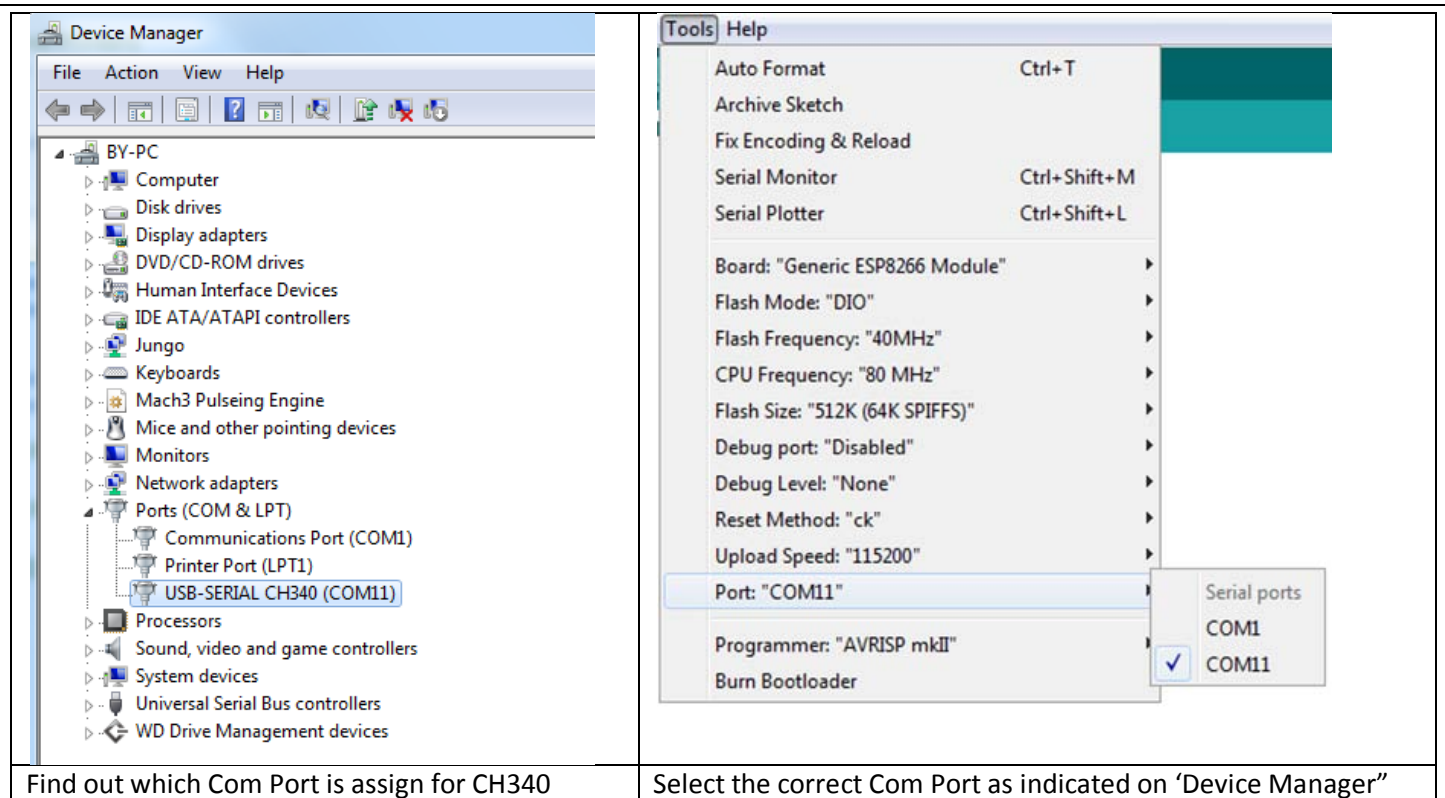 Device Manager
File Action View Help
BY-PC
Computer
Disk drives
Display adapters
DVD/CD-ROM drives
Human Interface Devices
IDE ATA/ATAPI controllers
Jungo
Keyboards
Mach3 Pulseing Engine
Mice and other pointing devices
Monitors
Network adapters
Ports (COM & LPT)
Communications Port (COM1)
Printer Port (LPT1)
USB-SERIAL CH340 (COM11)
Processors
Sound, video and game controllers
System devices
Universal Serial Bus controllers
WD Drive Management devices
Find out which Com Port is assign for CH340
Tools Help
Auto Format Ctrl+T
Archive Sketch
Fix Encoding & Reload
Serial Monitor Ctrl+Shift+M
Serial Plotter Ctrl+Shift+L
Board: "Generic ESP8266 Module"
Flash Mode: "DIO"
Flash Frequency: "40MHz"
CPU Frequency: "80 MHz"
Flash Size: "512K (64K SPIFFS)"
Debug port: "Disabled"
Debug Level: "None"
Reset Method: "ck"
Upload Speed: "115200"
Port: "COM11"
Serial ports
COM1
COM11
Programmer: "AVRISP mkII"
Burn Bootloader
Select the correct Com Port as indicated on ‘Device Manager”